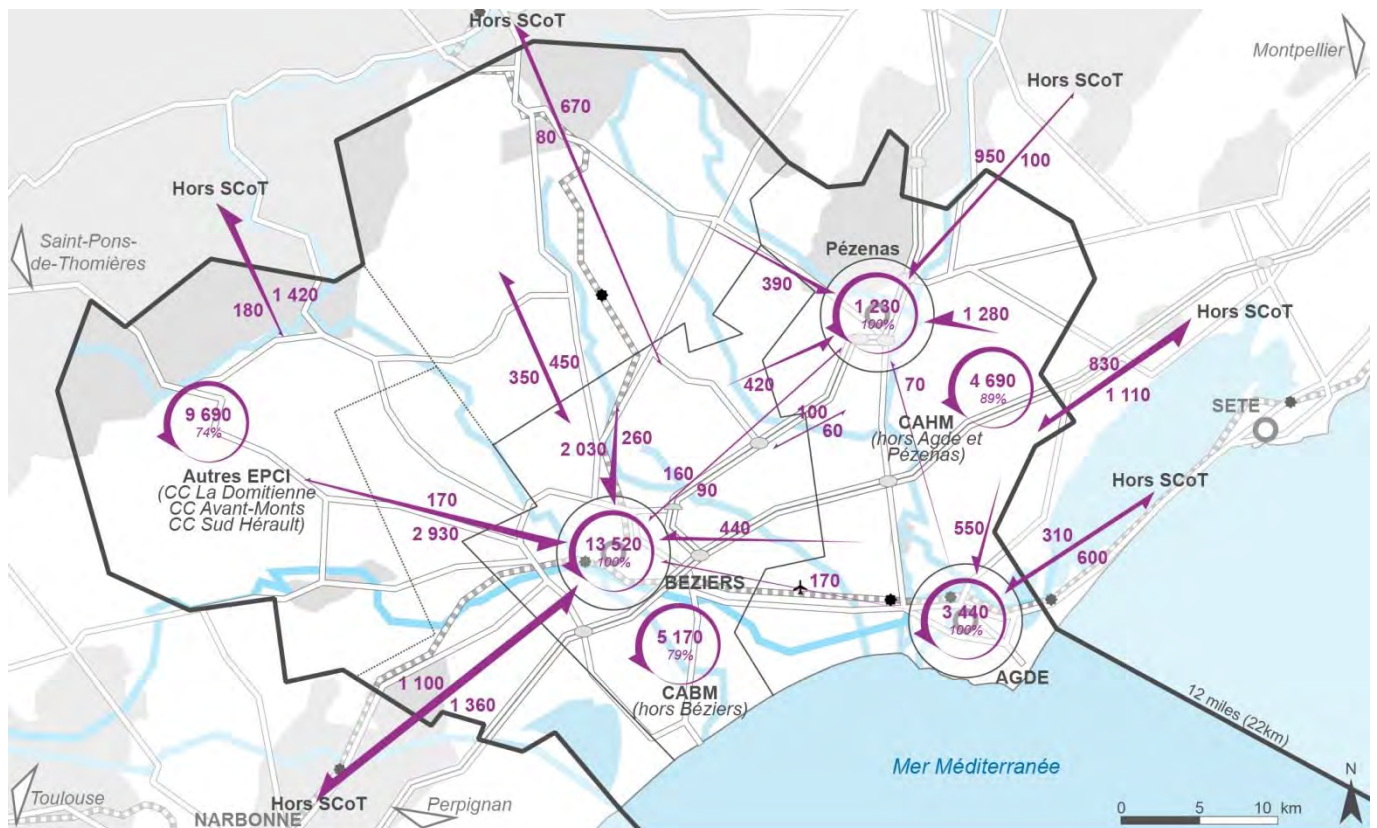 Hors SCoT
Montpellier
Hors SCoT
670
80
950
100
Hors SCoT
Saint-Pons-
de-Thomières
Pézenas
390
1 420
180
1 230
100%
1 280
Hors SCoT
450
350
830
1 110
420
70
4 690
89%
SETE
9 690
74%
100
60
CAHM
(hors Agde et
Pézenas)
2 030
260
Autres EPCI
(CC La Domitienne
CC Avant-Monts
CC Sud Hérault)
160
90
Hors SCoT
170
2 930
440
550
310
600
13 520
100%
BÉZIERS
170
3 440
100%
5 170
79%
AGDE
1 100
1 360
CABM
(hors Béziers)
12 miles (22km)
Mer Méditerranée
N
Toulouse
Hors SCoT
Perpignan
NARBONNE
0 5 10 km